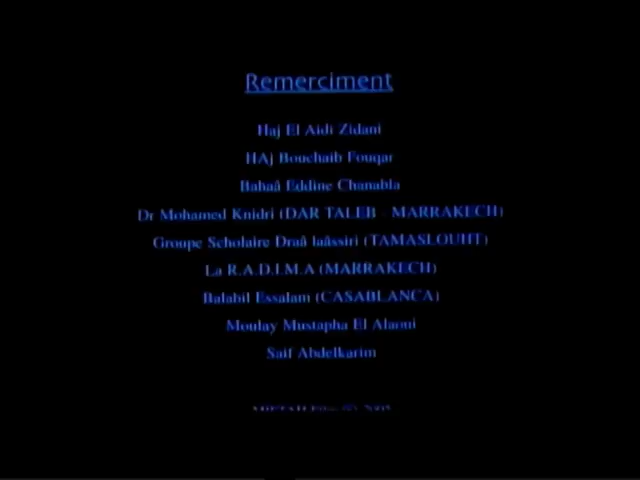 Remerciment
Haj El Aidi Zidani
HAj Bouchaib Fouqar
Bahaâ Eddine Chanabla
Dr Mohamed Knidri (DAR TALEB - MARRAKECH)
Groupe Scholaire Draâ laâssiri (TAMASLOUHT)
La R.A.D.I.M.A (MARRAKECH)
Balabil Essalam (CASABLANCA)
Moulay Mustapha El Alaoui
Saif Abdelkarim